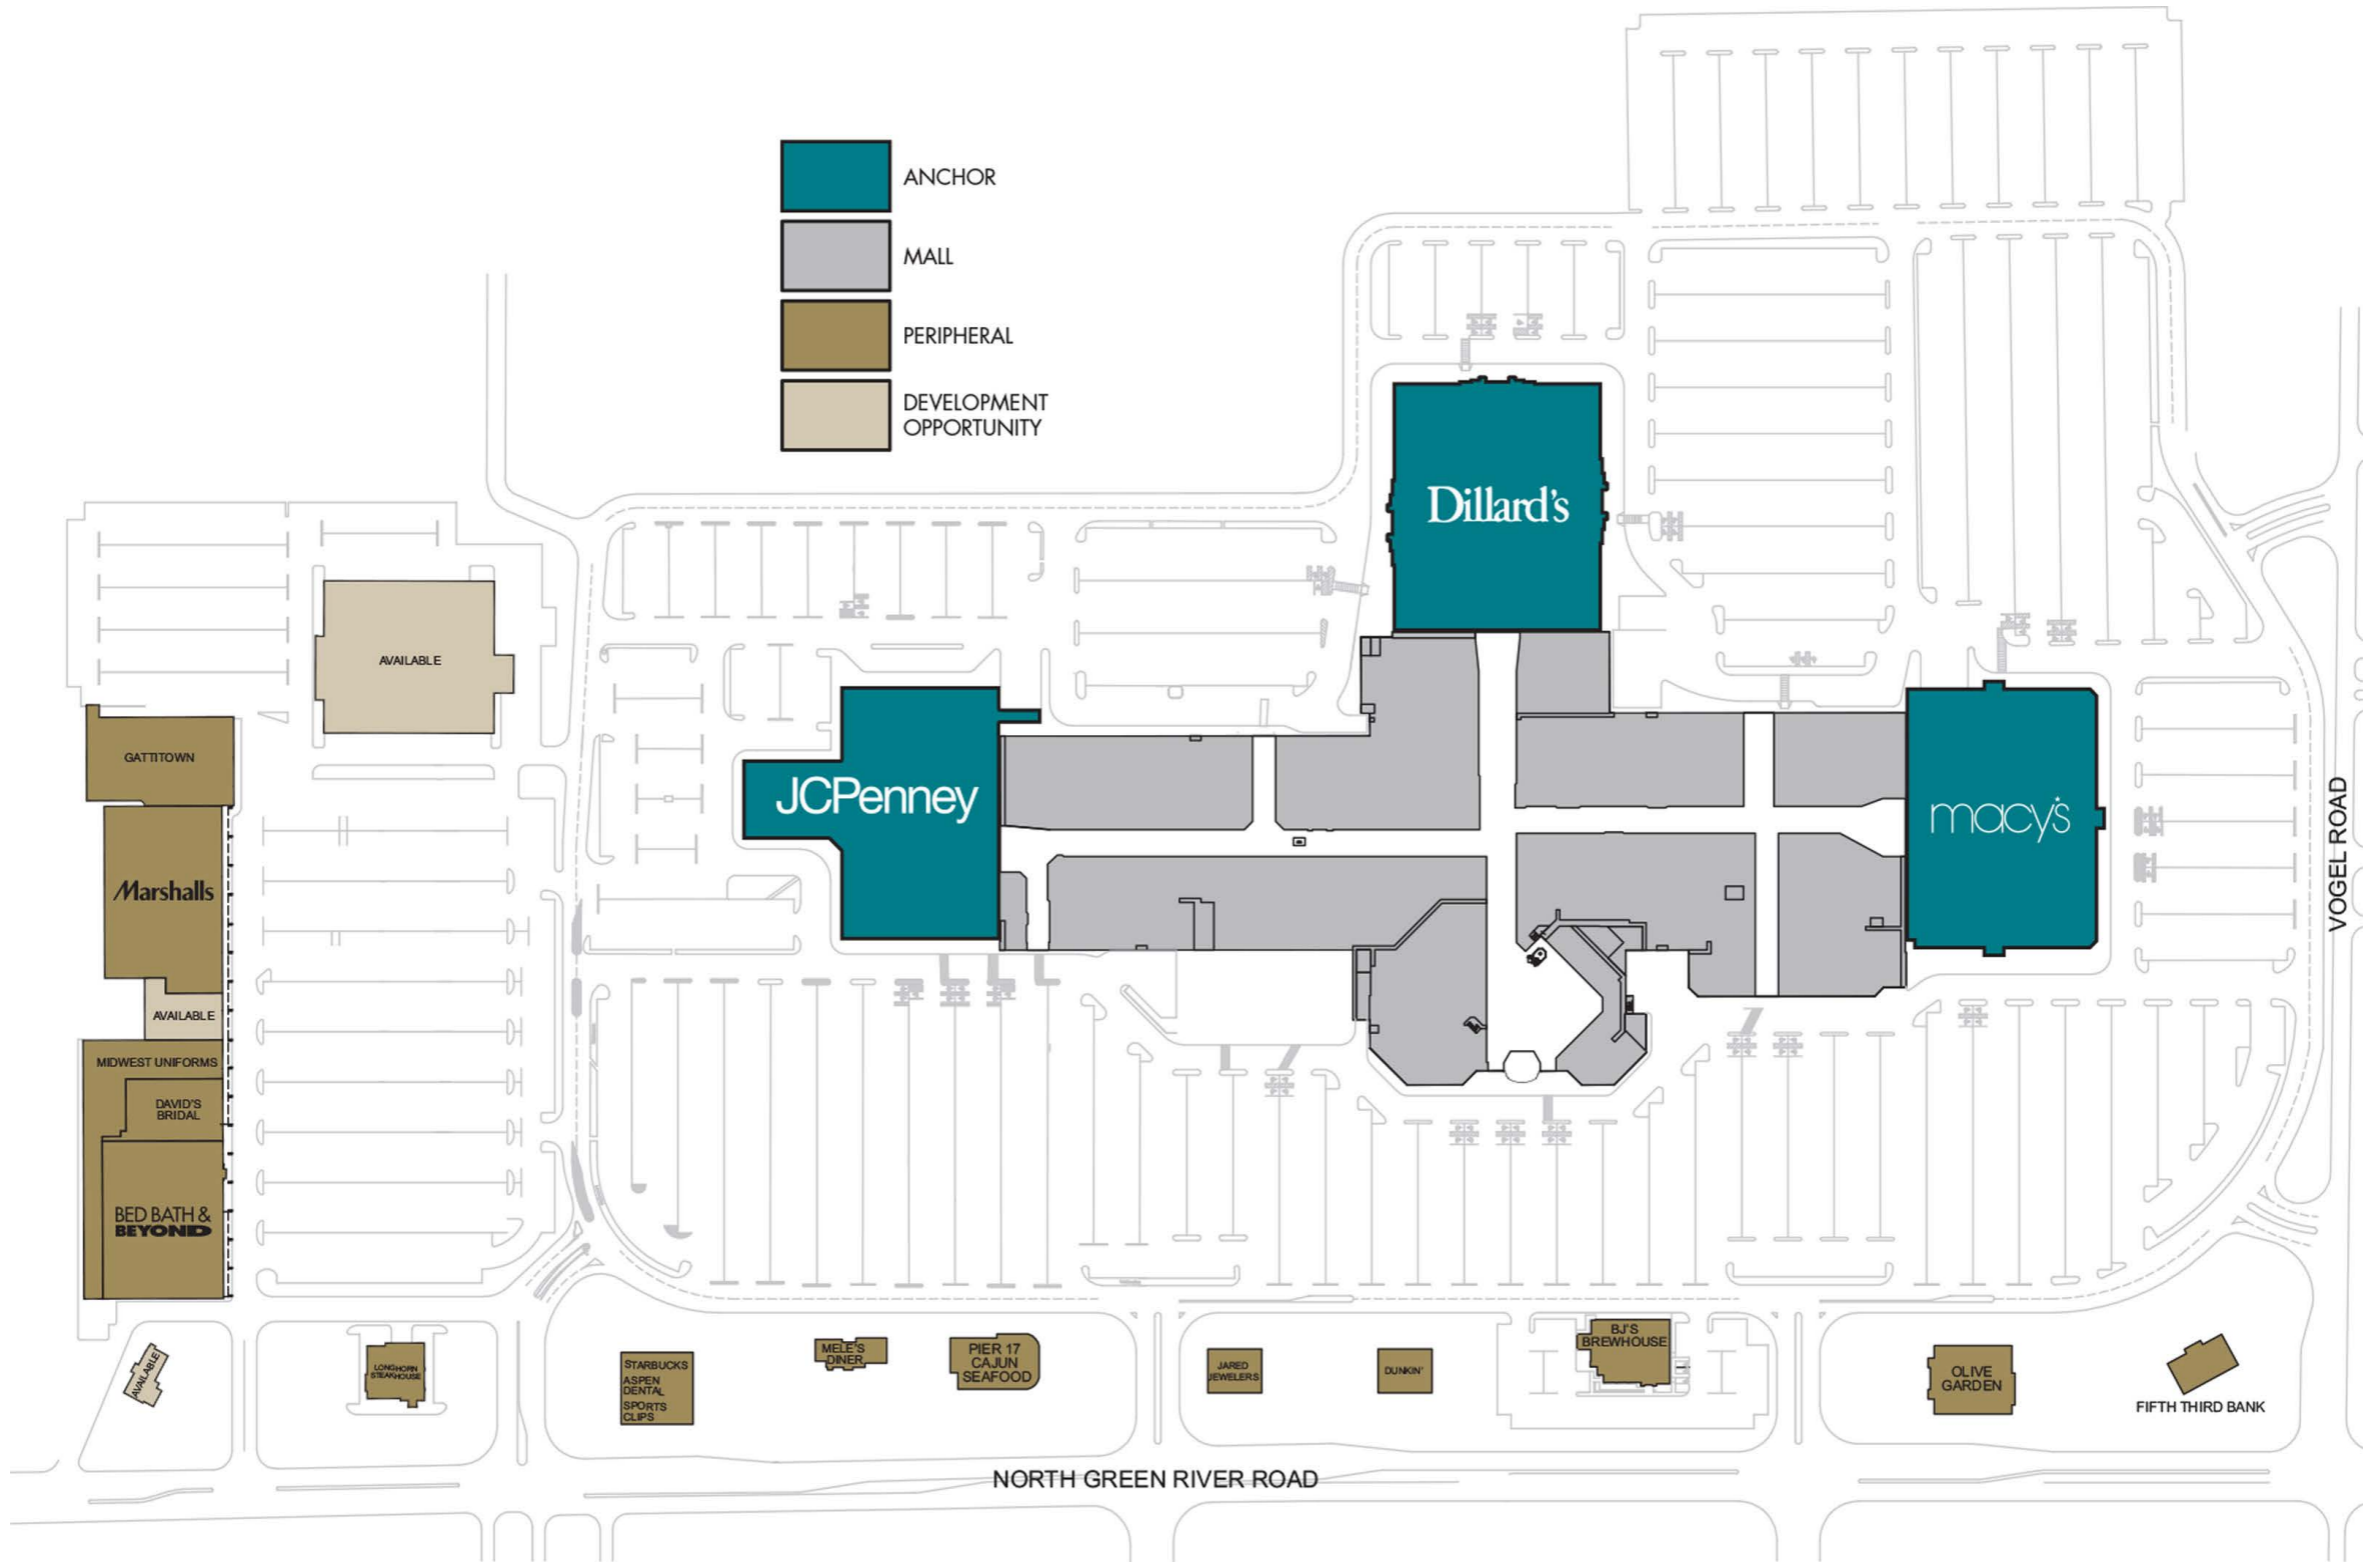 ANCHOR
MALL
PERIPHERAL
DEVELOPMENT
OPPORTUNITY
Dillard's
AVAILABLE
GATTITOWN
JCPenney
macy's
VOGEL ROAD
Marshalls
AVAILABLE
MIDWEST UNIFORMS
DAVID'S
BRIDAL
BED BATH &
BEYOND
AVAILABLE
LONGHORN
STEAKHOUSE
STARBUCKS
ASPEN
DENTAL
SPORTS
CLIPS
MELE'S
DINER
PIER 17
CAJUN
SEAFOOD
JARED
JEWELERS
DUNKIN'
BJ'S
BREWHOUSE
OLIVE
GARDEN
FIFTH THIRD BANK
NORTH GREEN RIVER ROAD